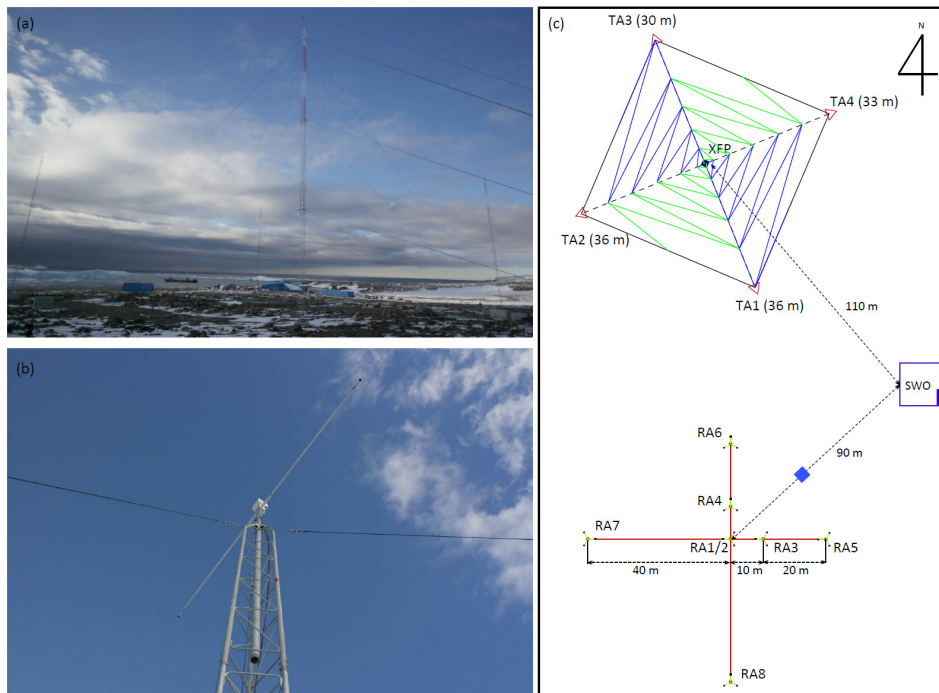 (a)
(b)
(c)
N
TA3 (30 m)
TA4 (33 m)
XFP
TA2 (36 m)
TA1 (36 m)
110 m
SWO
90 m
RA6
RA4
RA7
RA1/2
RA3
RA5
40 m
10 m
20 m
RA8